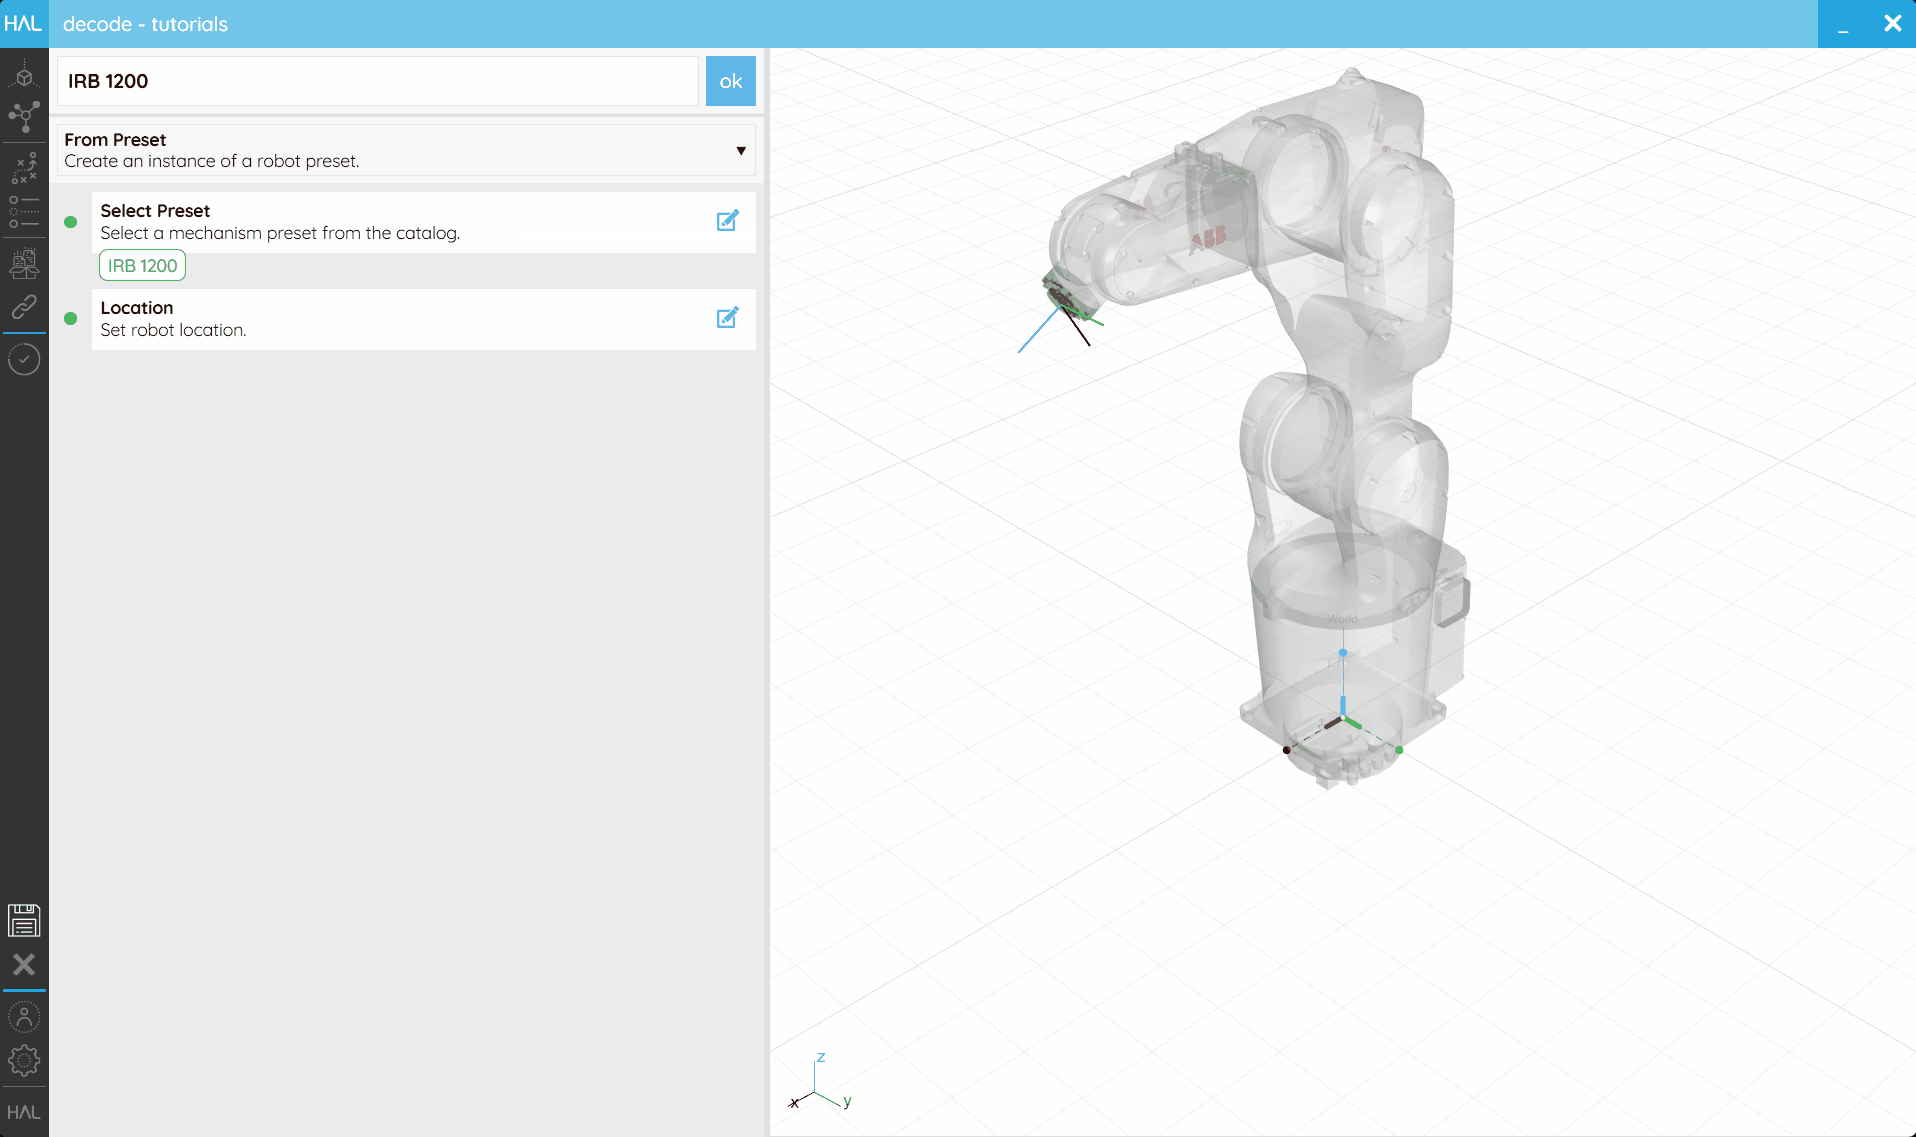 HAL decode - tutorials
IRB 1200
ok
From Preset
Create an instance of a robot preset.
Select Preset
Select a mechanism preset from the catalog.
IRB 1200
Location
Set robot location.
ABB
World
z
x
y
HAL